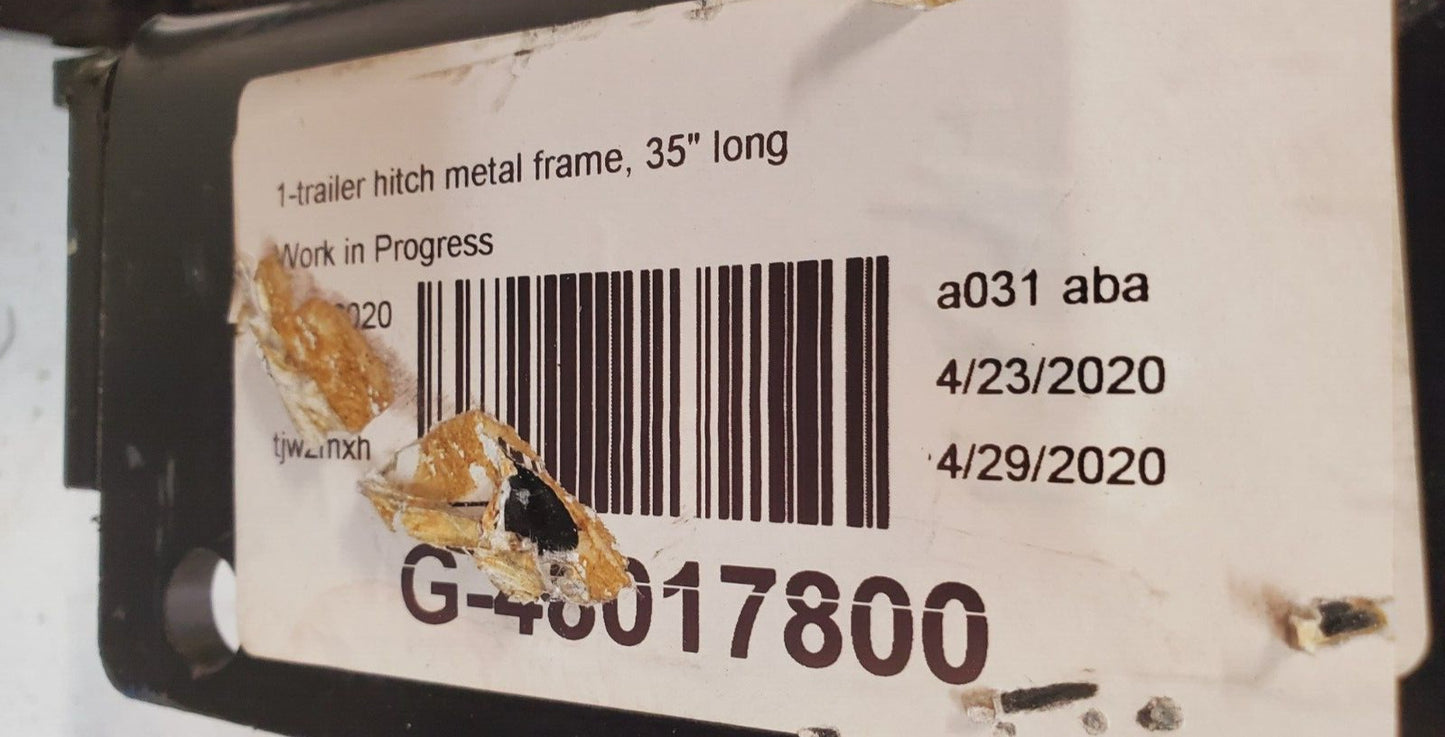 1-trailer hitch metal frame, 35" long
Work in Progress
a031 aba
4/23/2020
4/29/2020